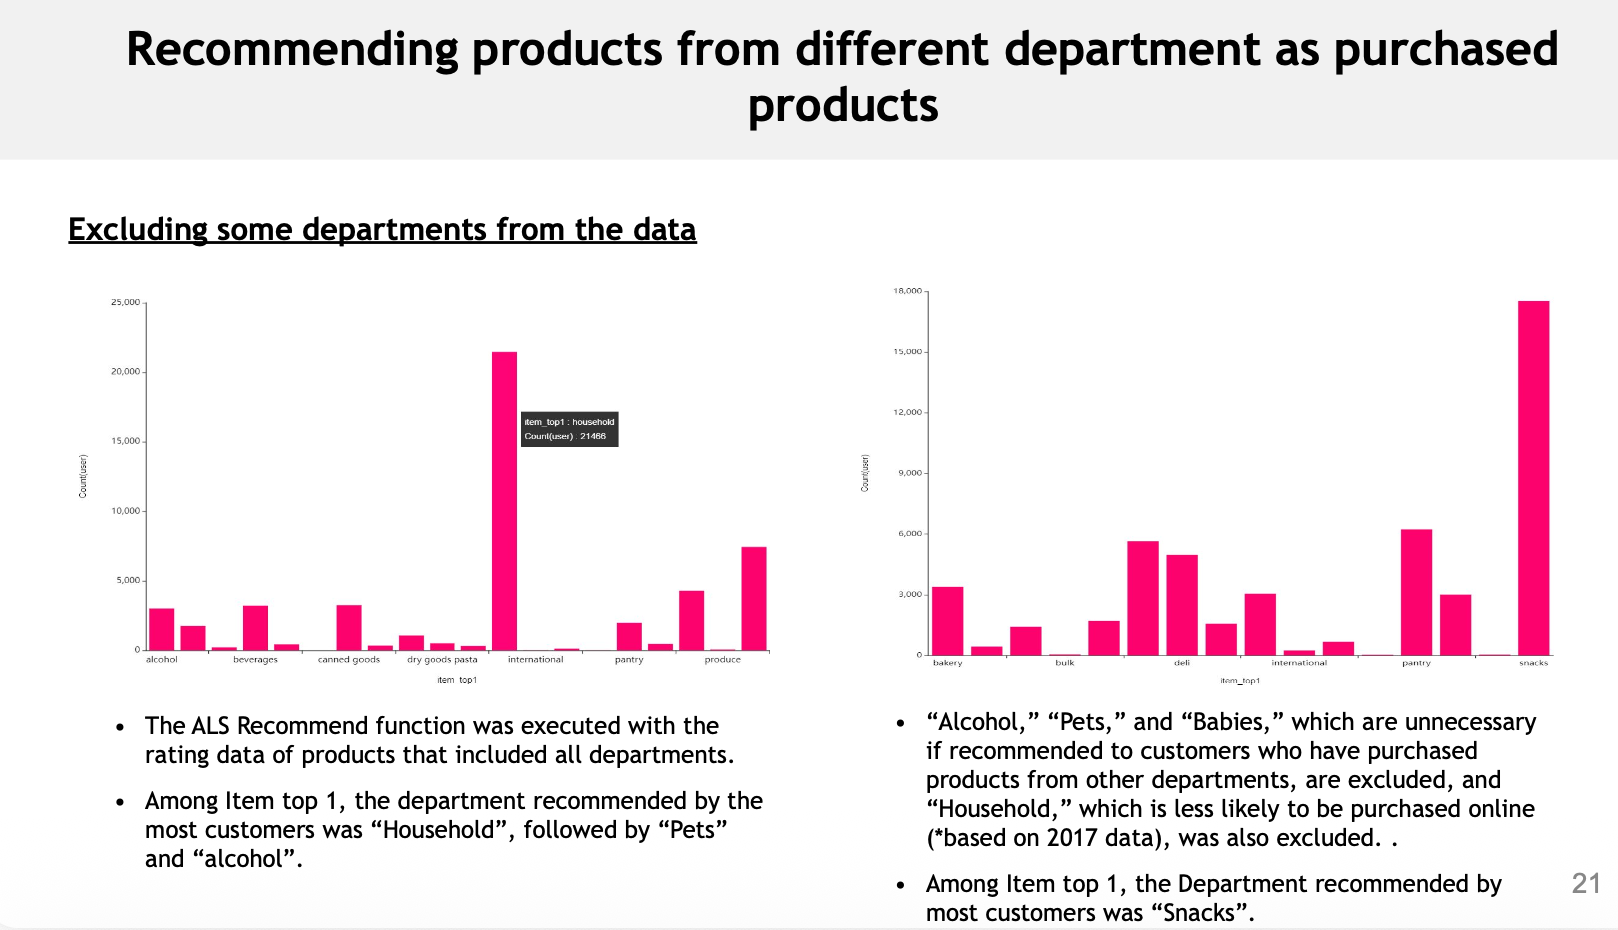 Recommending products from different department as purchased
products
Excluding some departments from the data
25,000
20,000
15,000
10,000
5,000
0
Count(user)
item_top1 : household
Count(user) : 21466
alcohol beverages canned goods dry goods pasta international pantry produce
item_top1
18,000
15,000
12,000
9,000
6,000
3,000
0
Count(user)
bakery bulk deli international pantry snacks
item_top1
• The ALS Recommend function was executed with the
rating data of products that included all departments.
• Among Item top 1, the department recommended by the
most customers was “Household”, followed by “Pets”
and “alcohol”.
• “Alcohol,” “Pets,” and “Babies,” which are unnecessary
if recommended to customers who have purchased
products from other departments, are excluded, and
“Household,” which is less likely to be purchased online
(*based on 2017 data), was also excluded. .
• Among Item top 1, the Department recommended by
most customers was “Snacks”.
21